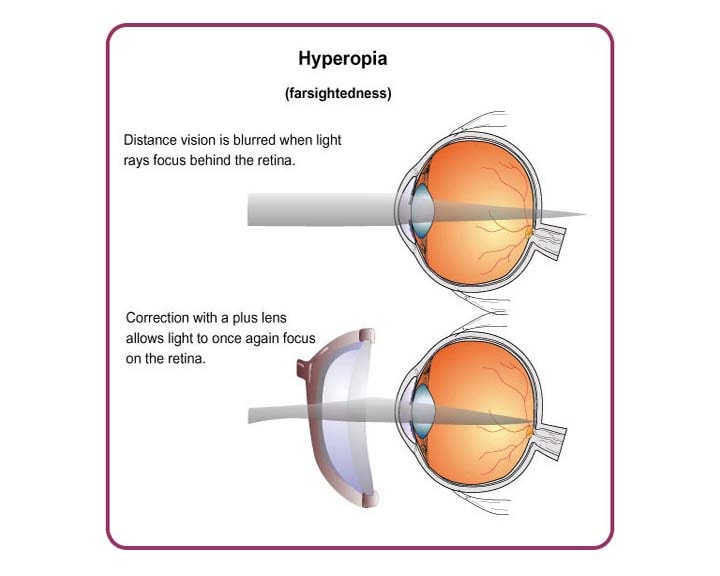 Hyperopia
(farsightedness)
Distance vision is blurred when light
rays focus behind the retina.
Correction with a plus lens
allows light to once again focus
on the retina.